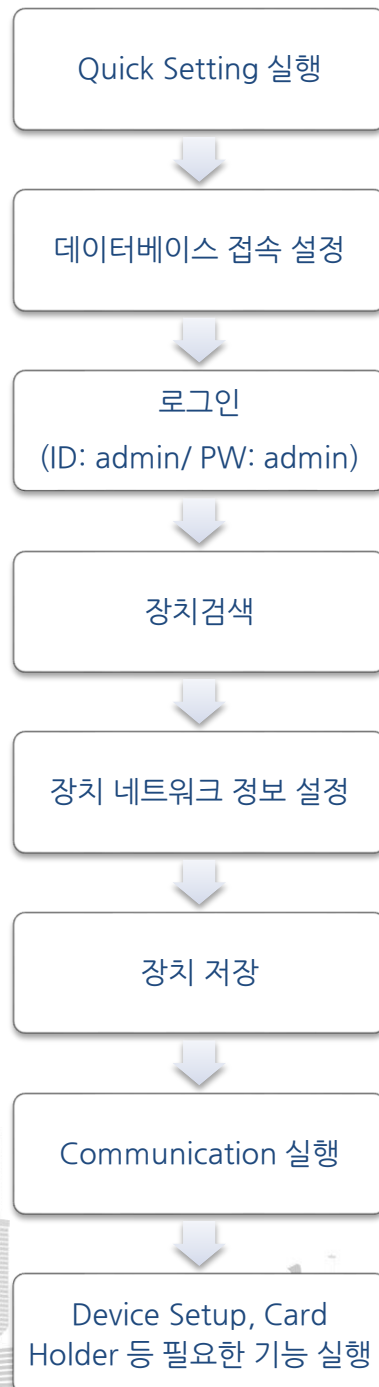 Quick Setting 실행
데이터베이스 접속 설정
로그인
(ID: admin/ PW: admin)
장치검색
장치 네트워크 정보 설정
장치 저장
Communication 실행
Device Setup, Card
Holder 등 필요한 기능 실행